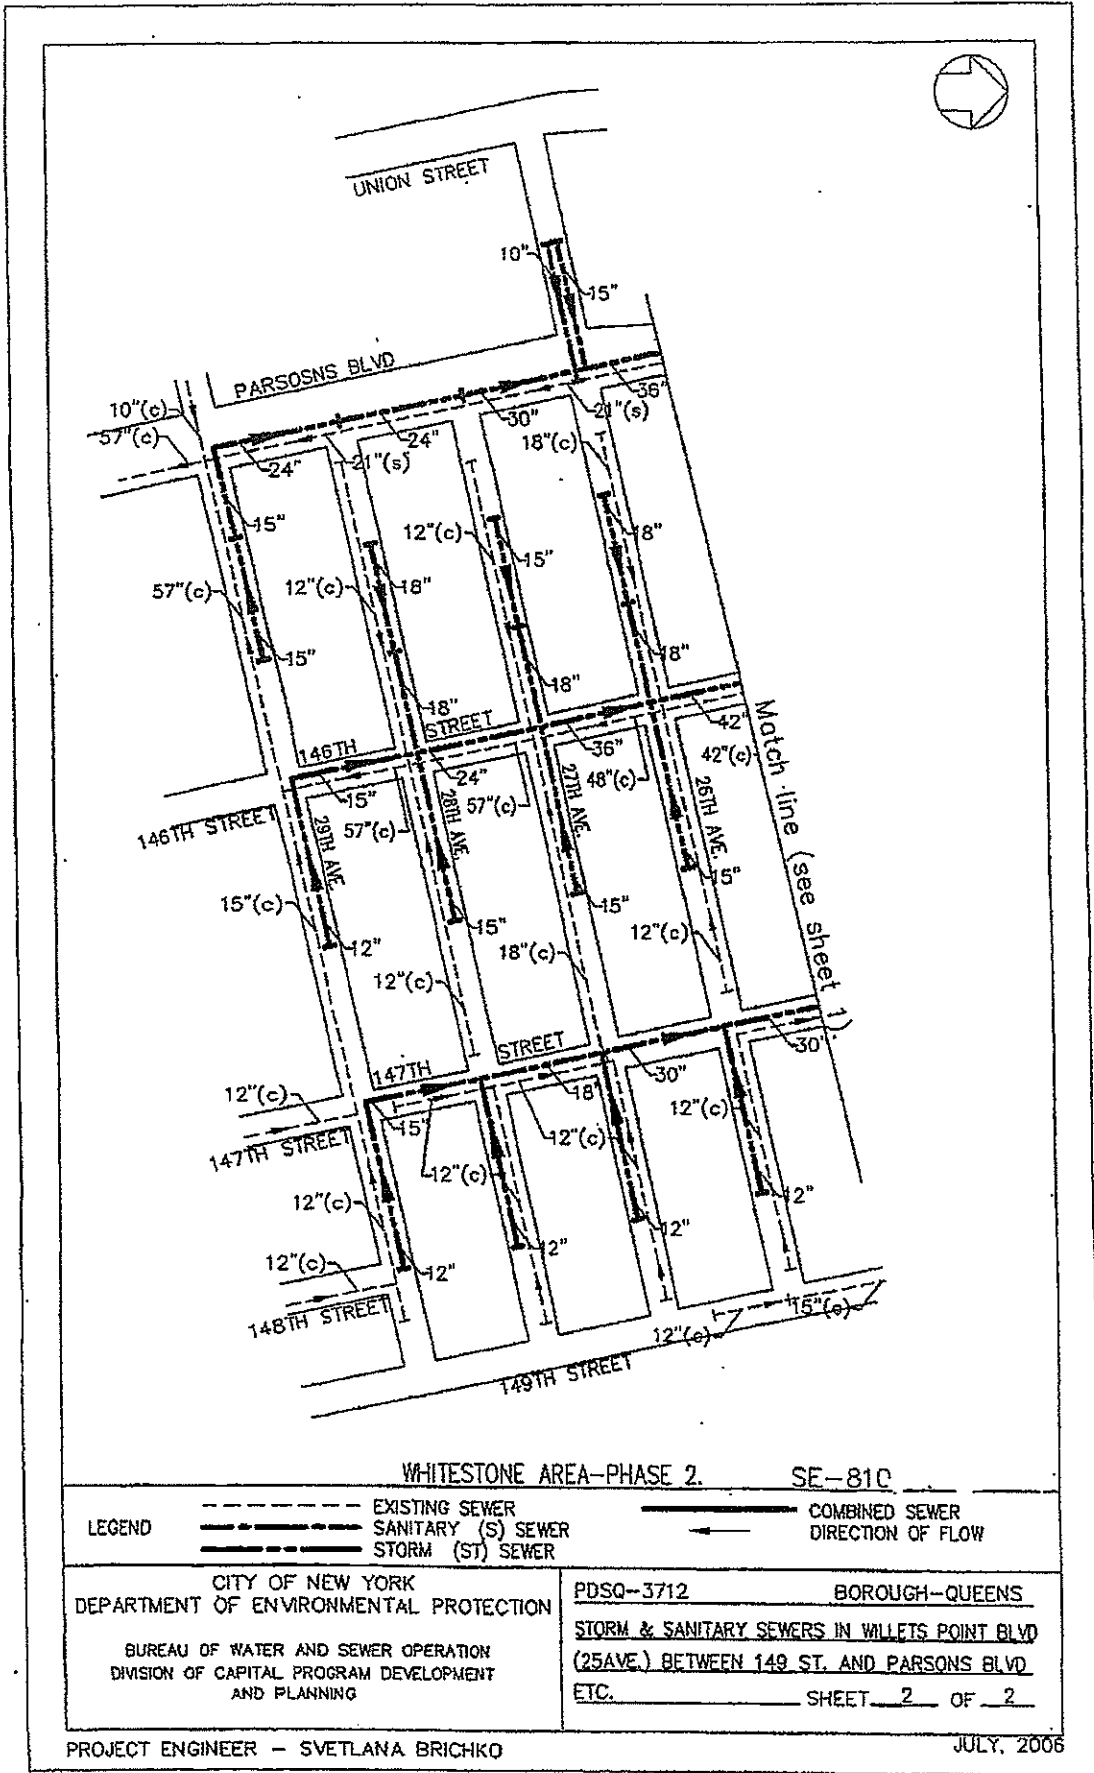 UNION STREET
10"
15"
PARSOSNS BLVD
10"(c)
57"(c)
36"
21"(s)
30"
24"
18"(c)
21"(s)
24"
15"
12"(c)
18"
15"
57"(c)
12"(c)
18"
15"
18"
18"
18"
146TH STREET
42"
36"
42"(c)
24"
48"(c)
57"(c)
15"
57"(c)
146TH STREET
29TH AVE.
28TH AVE.
27TH AVE.
26TH AVE.
Match line (see sheet 1)
15"(c)
12"
15"
15"
15"
18"(c)
12"(c)
12"(c)
147TH STREET
30"
30"
18"
12"(c)
15"
12"(c)
12"(c)
147TH STREET
12"(c)
12"(c)
12"
12"
12"
12"
12"(c)
148TH STREET
15"(c)
12"(c)
149TH STREET
WHITESTONE AREA-PHASE 2. SE-810
LEGEND
EXISTING SEWER
SANITARY (S) SEWER
STORM (ST) SEWER
COMBINED SEWER
DIRECTION OF FLOW
CITY OF NEW YORK
DEPARTMENT OF ENVIRONMENTAL PROTECTION
BUREAU OF WATER AND SEWER OPERATION
DIVISION OF CAPITAL PROGRAM DEVELOPMENT
AND PLANNING
PDSQ-3712 BOROUGH-QUEENS
STORM & SANITARY SEWERS IN WILLETS POINT BLVD
(25AVE.) BETWEEN 149 ST. AND PARSONS BLVD
ETC. SHEET 2 OF 2
PROJECT ENGINEER - SVETLANA BRICHKO
JULY, 2006